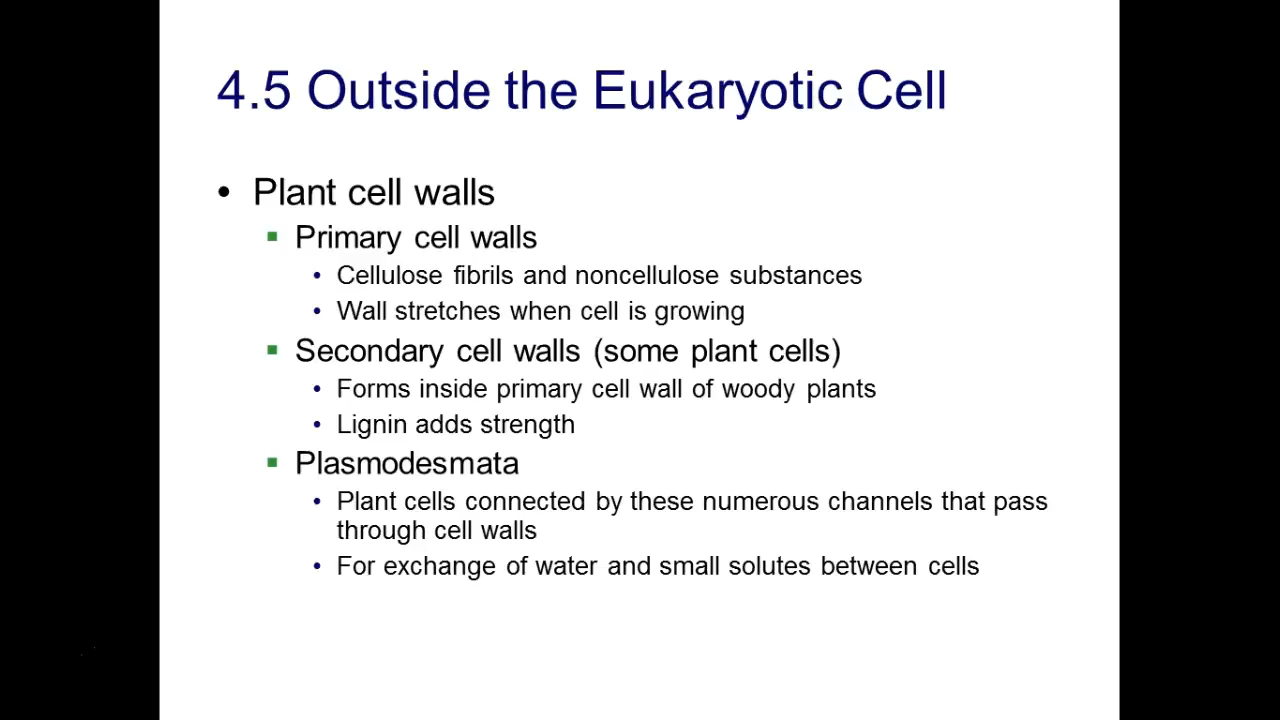 4.5 Outside the Eukaryotic Cell
• Plant cell walls
▪ Primary cell walls
• Cellulose fibrils and noncellulose substances
• Wall stretches when cell is growing
▪ Secondary cell walls (some plant cells)
• Forms inside primary cell wall of woody plants
• Lignin adds strength
▪ Plasmodesmata
• Plant cells connected by these numerous channels that pass
through cell walls
• For exchange of water and small solutes between cells